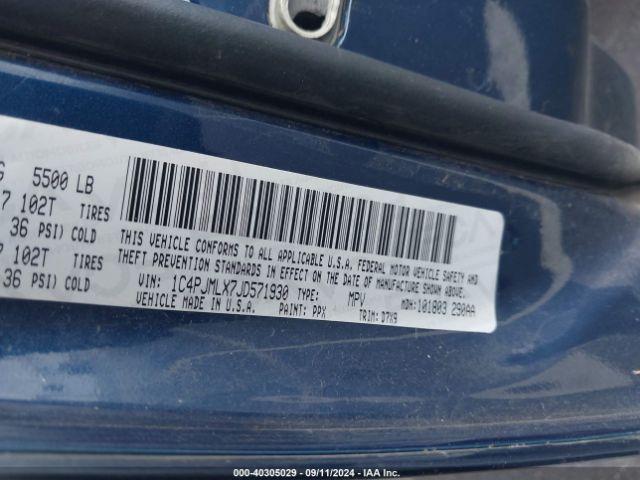 G 5500 LB
7 102T TIRES
36 PSI) COLD
7 102T TIRES
36 PSI) COLD
THIS VEHICLE CONFORMS TO ALL APPLICABLE U.S.A. FEDERAL MOTOR VEHICLE SAFETY AND
THEFT PREVENTION STANDARDS IN EFFECT ON THE DATE OF MANUFACTURE SHOWN ABOVE.
VIN: 1C4PJMLX7JD571930 TYPE: MPV MDH:101803 290AA
VEHICLE MADE IN U.S.A. PAINT: PPX TRIM: D7X9
000-40305029 - 09/11/2024 - IAA Inc.